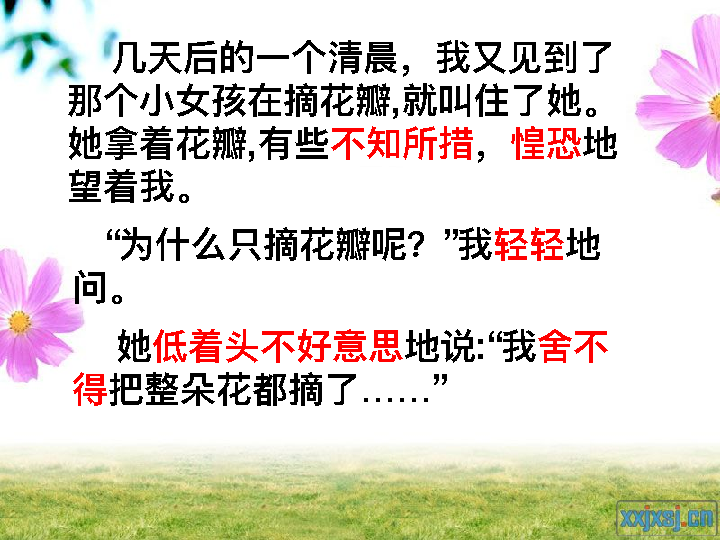 几天后的一个清晨，我又见到了
那个小女孩在摘花瓣,就叫住了她。
她拿着花瓣,有些不知所措，惶恐地
望着我。
“为什么只摘花瓣呢？”我轻轻地
问。
她低着头不好意思地说:“我舍不
得把整朵花都摘了……”
xxjxsj.cn